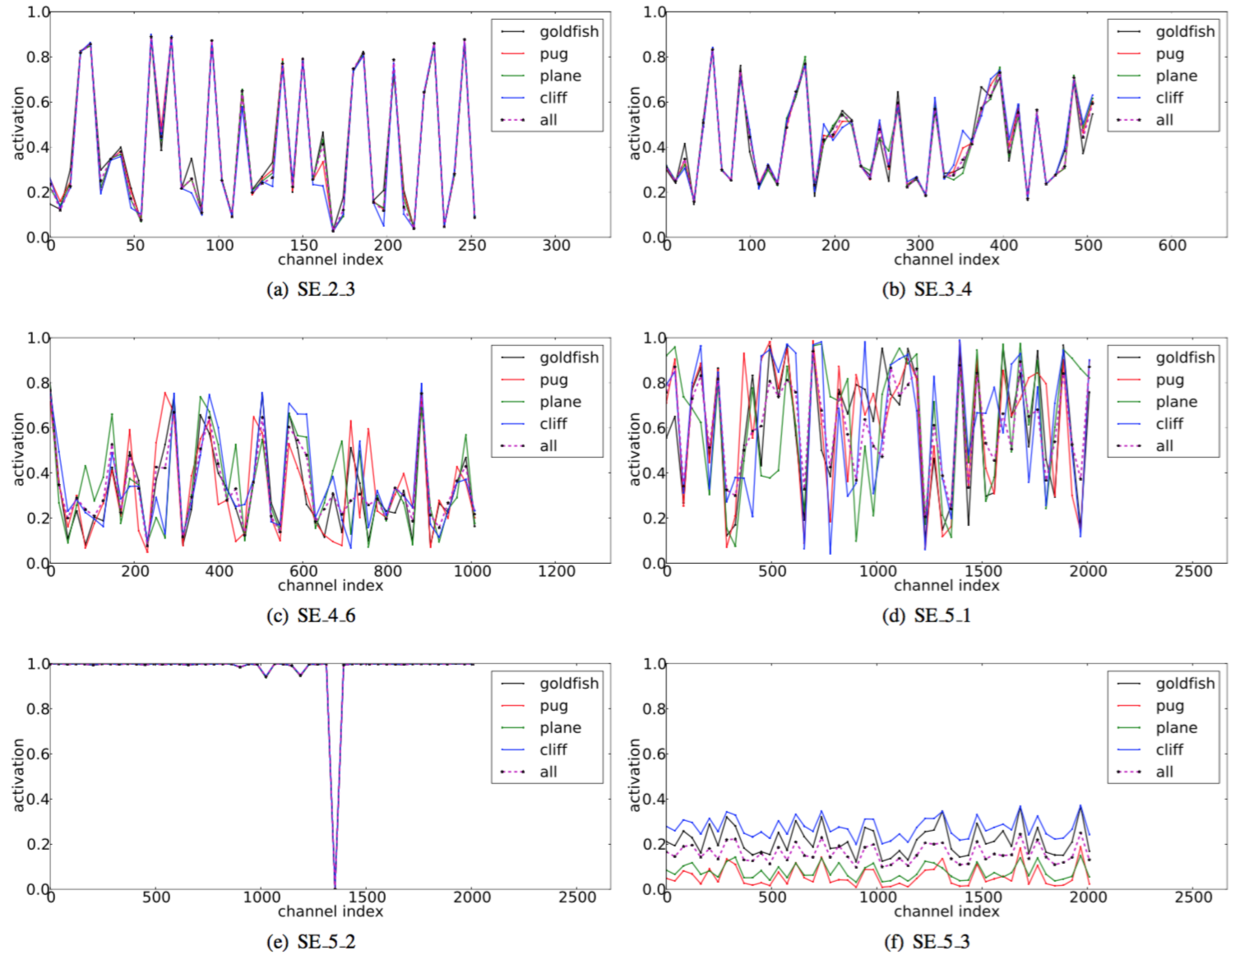 1.0
0.8
0.6
0.4
0.2
0.0
activation
0 50 100 150 200 250 300
channel index
goldfish
pug
plane
cliff
all
(a) SE_2_3
1.0
0.8
0.6
0.4
0.2
0.0
activation
0 100 200 300 400 500 600
channel index
goldfish
pug
plane
cliff
all
(b) SE_3_4
1.0
0.8
0.6
0.4
0.2
0.0
activation
0 200 400 600 800 1000 1200
channel index
goldfish
pug
plane
cliff
all
(c) SE_4_6
1.0
0.8
0.6
0.4
0.2
0.0
activation
0 500 1000 1500 2000 2500
channel index
goldfish
pug
plane
cliff
all
(d) SE_5_1
1.0
0.8
0.6
0.4
0.2
0.0
activation
0 500 1000 1500 2000 2500
channel index
goldfish
pug
plane
cliff
all
(e) SE_5_2
1.0
0.8
0.6
0.4
0.2
0.0
activation
0 500 1000 1500 2000 2500
channel index
goldfish
pug
plane
cliff
all
(f) SE_5_3